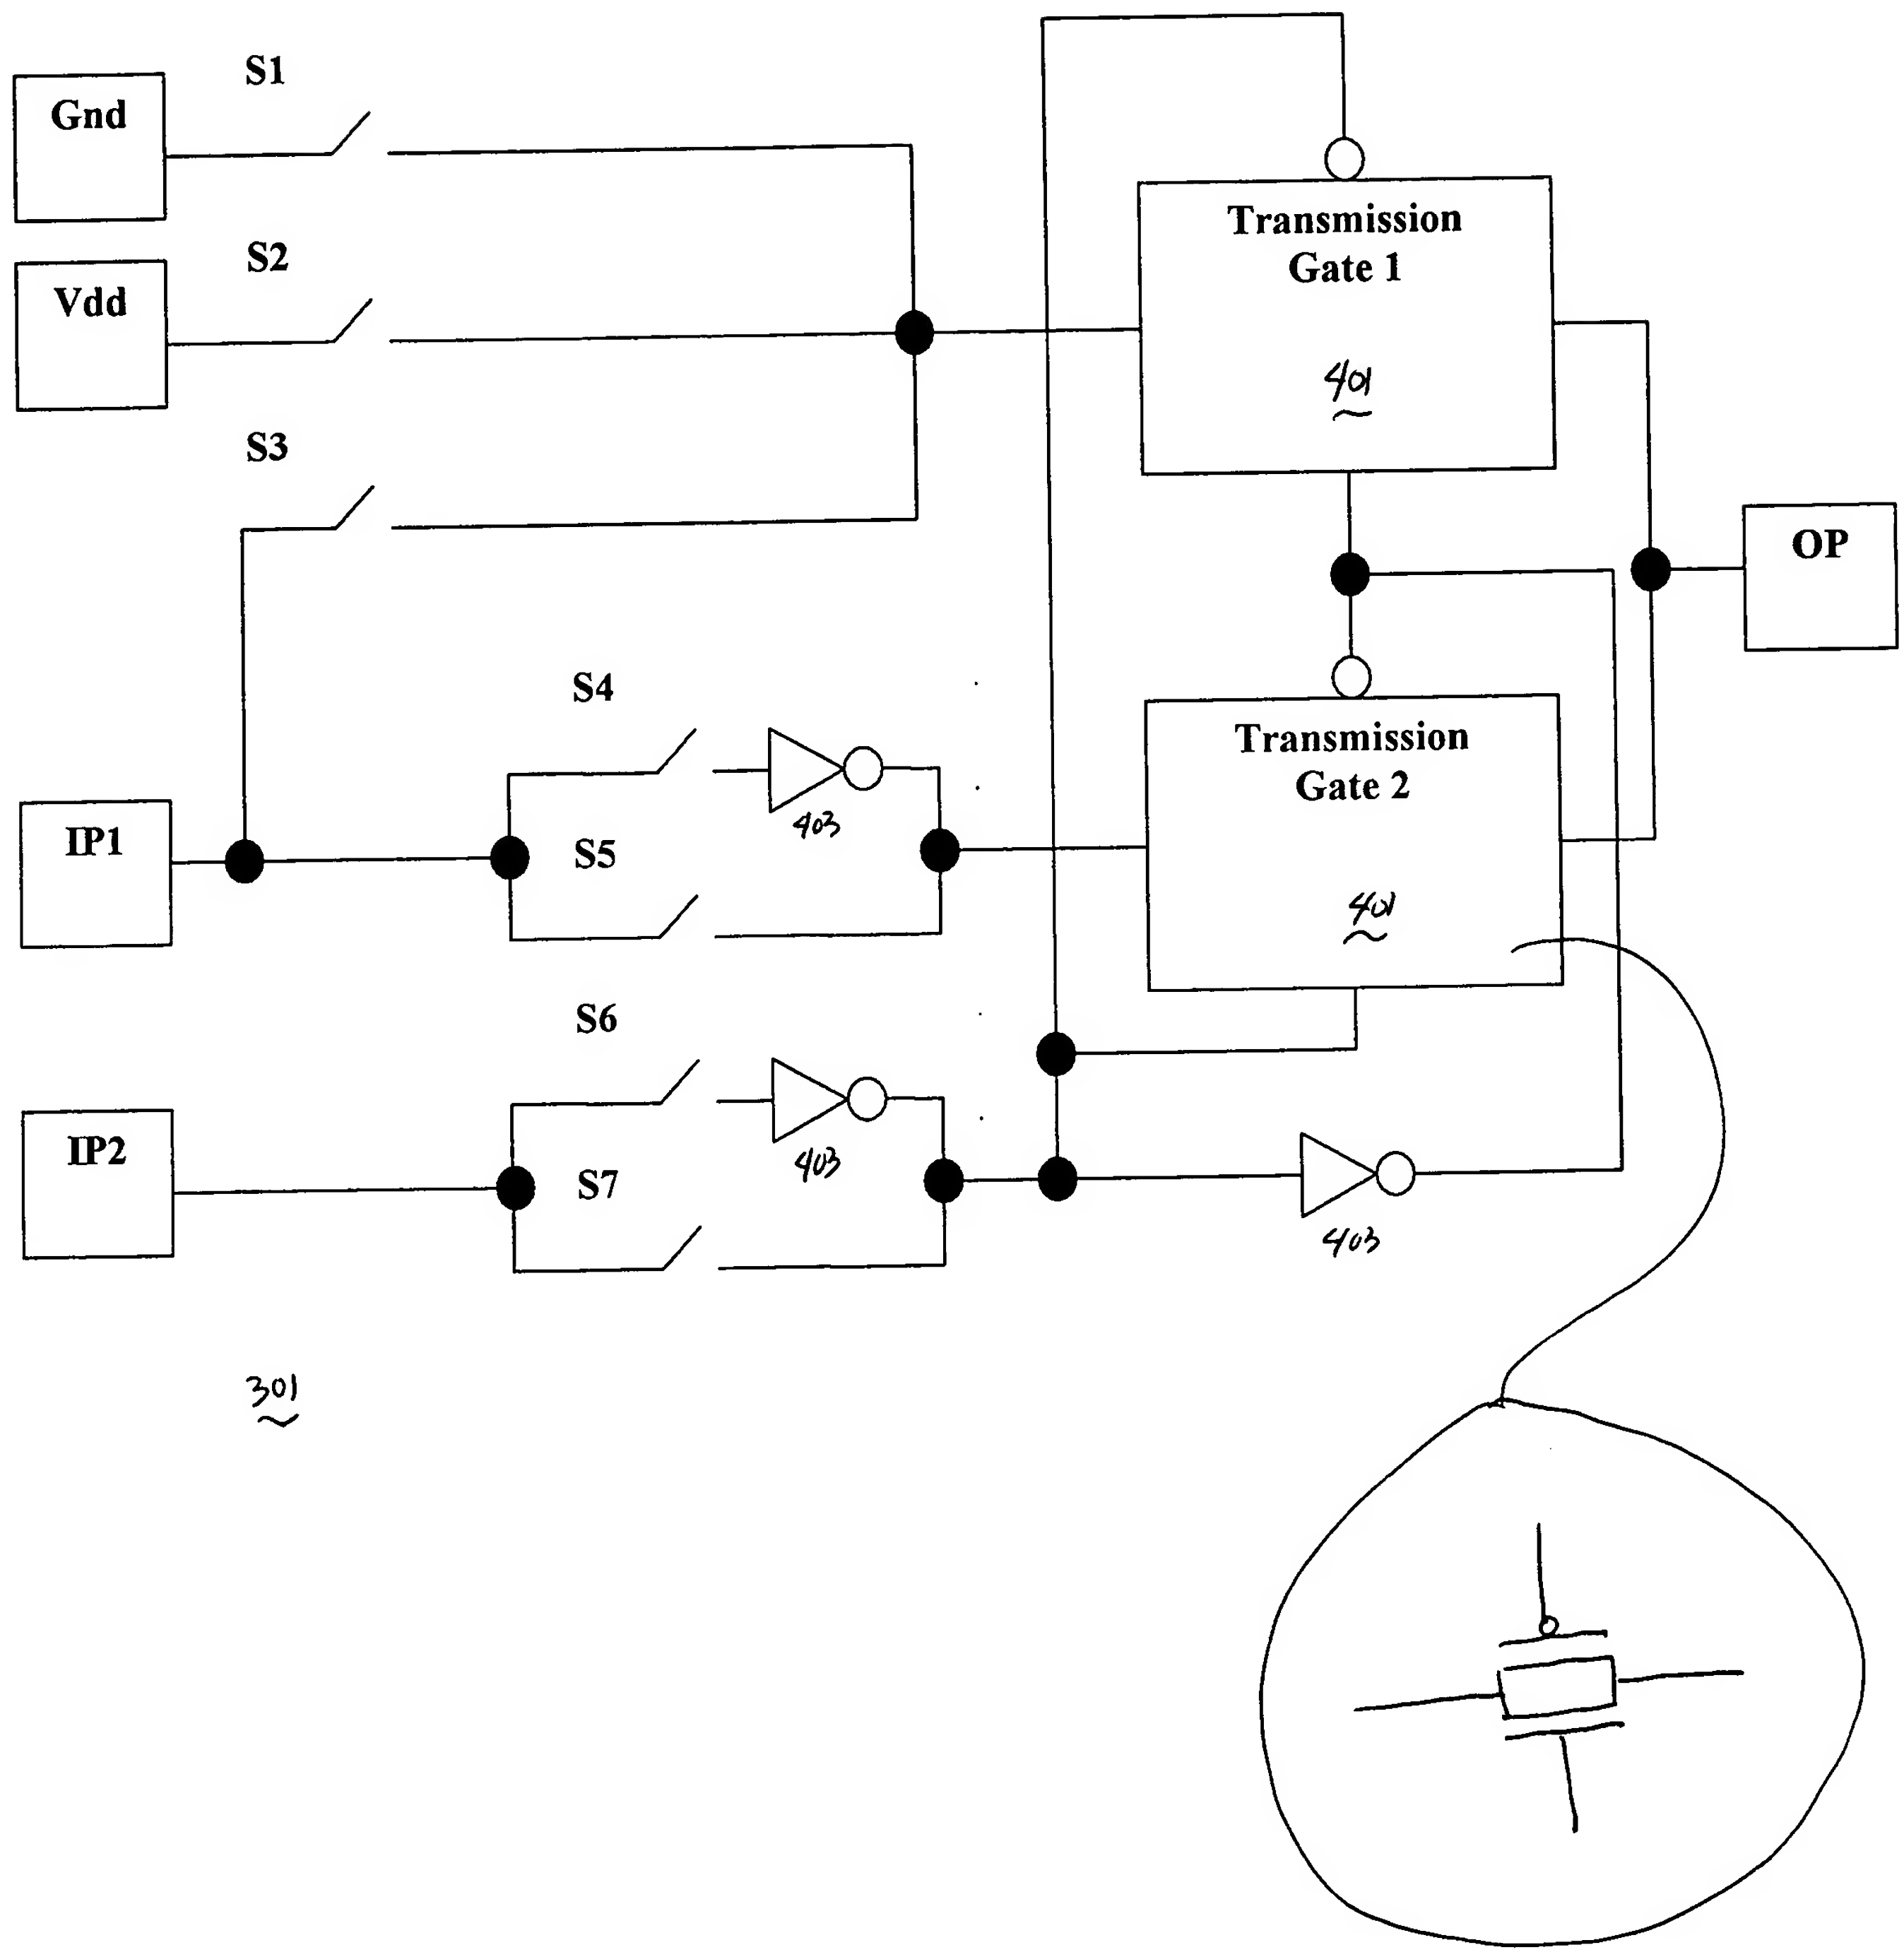 S1
Gnd
Transmission
Gate 1
S2
Vdd
401
S3
OP
S4
Transmission
Gate 2
403
IP1
S5
401
S6
IP2
403
S7
403
301